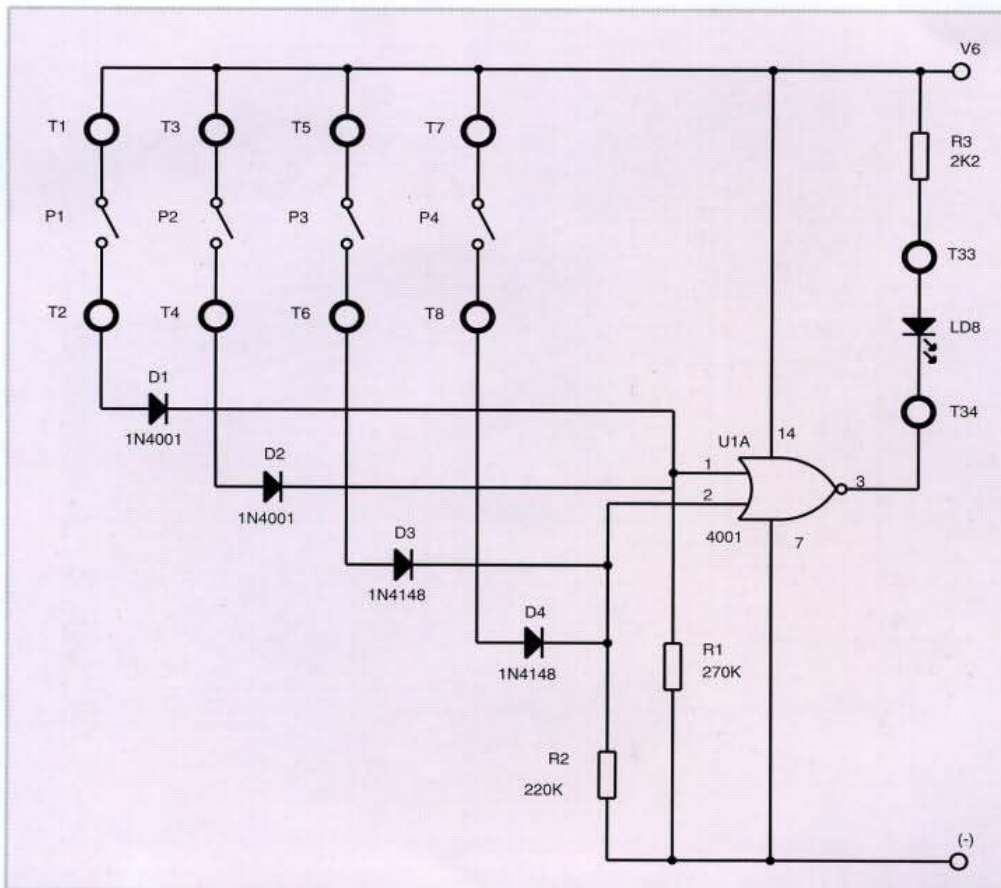 V6
T1
T3
T5
T7
R3
2K2
P1
P2
P3
P4
T33
T2
T4
T6
T8
LD8
D1
1N4001
T34
U1A
14
D2
1N4001
1
2
3
4001
7
D3
1N4148
D4
1N4148
R1
270K
R2
220K
(-)